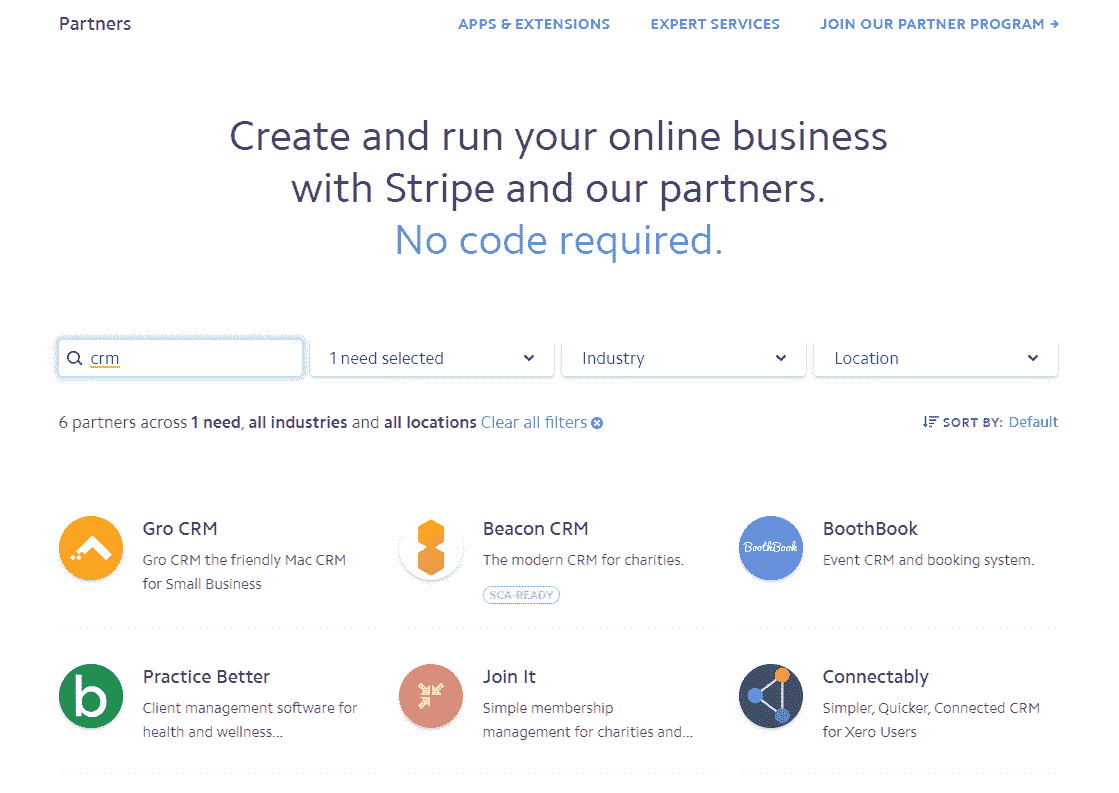 Partners
APPS & EXTENSIONS
EXPERT SERVICES
JOIN OUR PARTNER PROGRAM →
Create and run your online business
with Stripe and our partners.
No code required.
crm
1 need selected
Industry
Location
6 partners across 1 need, all industries and all locations Clear all filters
SORT BY: Default
Gro CRM
Gro CRM the friendly Mac CRM
for Small Business
Beacon CRM
The modern CRM for charities.
SCA-READY
BoothBook
BoothBook
Event CRM and booking system.
b
Practice Better
Client management software for
health and wellness...
Join It
Simple membership
management for charities and...
Connectably
Simpler, Quicker, Connected CRM
for Xero Users